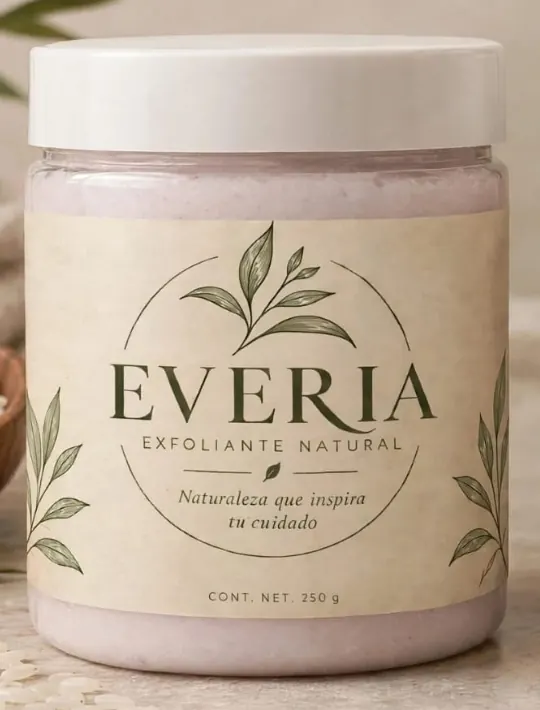 EVERIA
EXFOLIANTE NATURAL
Naturaleza que inspira
tu cuidado
CONT. NET. 250 g